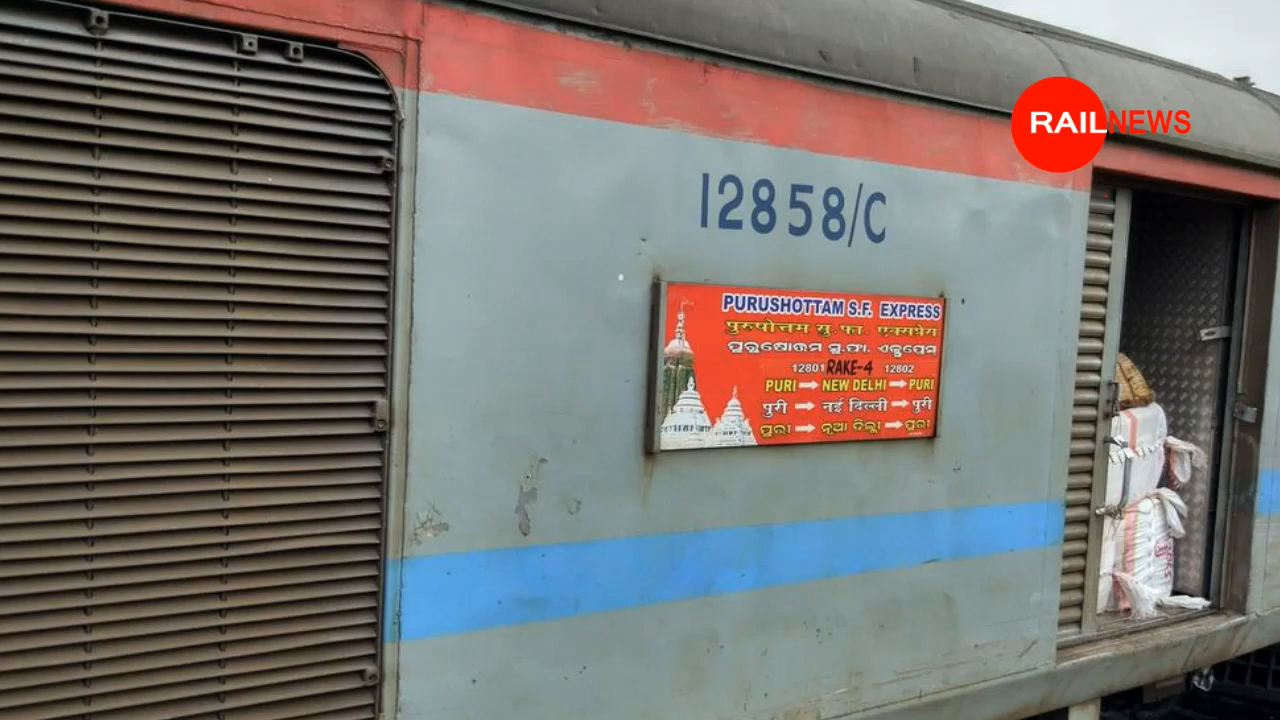 RAILNEWS
12858/C
PURUSHOTTAM S.F. EXPRESS
पुरुषोत्तम सु.फा. एक्सप्रेस
ପୁରୁଷୋତ୍ତମ ସୁ.ଫା. ଏକ୍ସପ୍ରେସ
12801 RAKE-4 12802
PURI ➞ NEW DELHI ➞ PURI
पुरी ➞ नई दिल्ली ➞ पुरी
ପୁରୀ ➞ ନୂଆ ଦିଲ୍ଲୀ ➞ ପୁରୀ